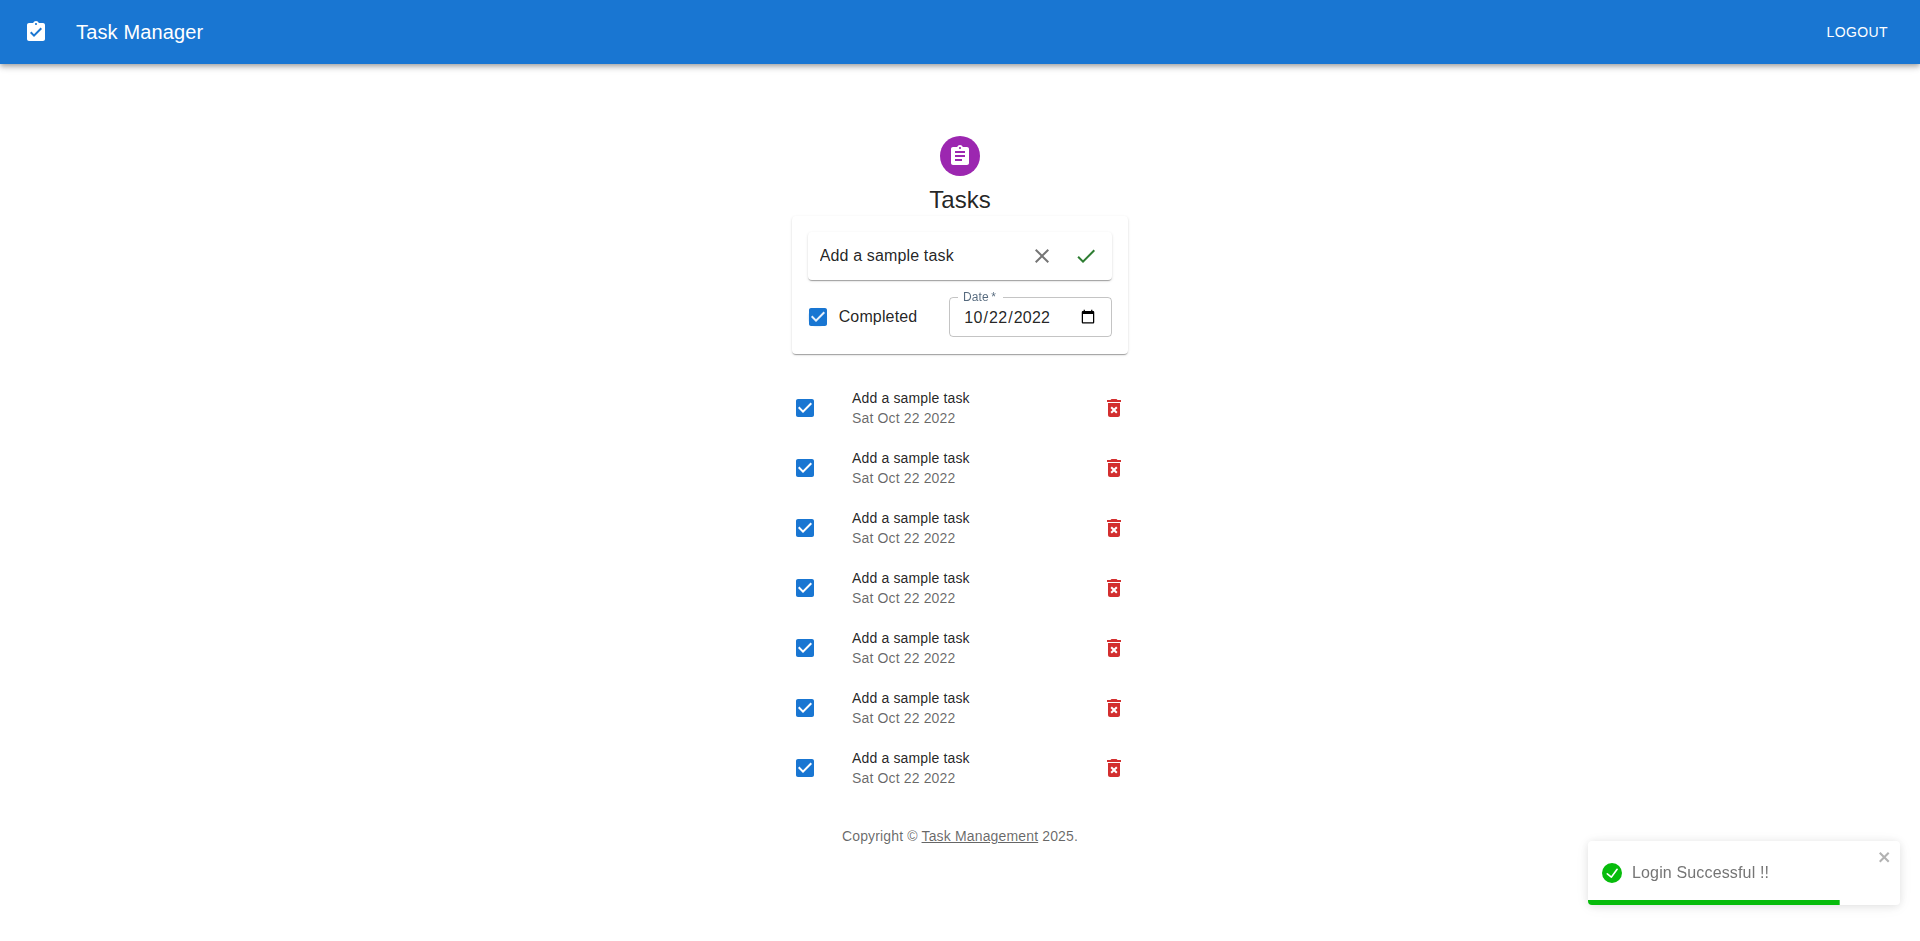 Task Manager
LOGOUT
Tasks
Add a sample task
Date *
Completed
10/22/2022
Add a sample task
Sat Oct 22 2022
Add a sample task
Sat Oct 22 2022
Add a sample task
Sat Oct 22 2022
Add a sample task
Sat Oct 22 2022
Add a sample task
Sat Oct 22 2022
Add a sample task
Sat Oct 22 2022
Add a sample task
Sat Oct 22 2022
Copyright © Task Management 2025.
Login Successful !!